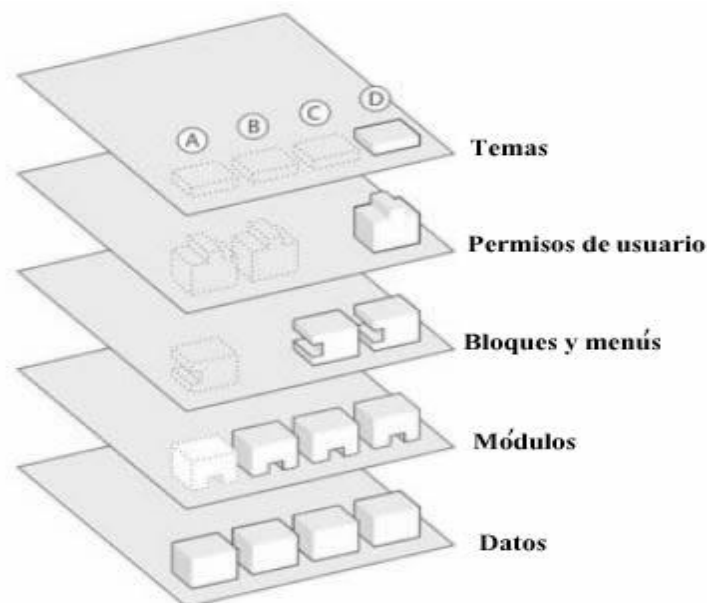 A
B
C
D
Temas
Permisos de usuario
Bloques y menús
Módulos
Datos